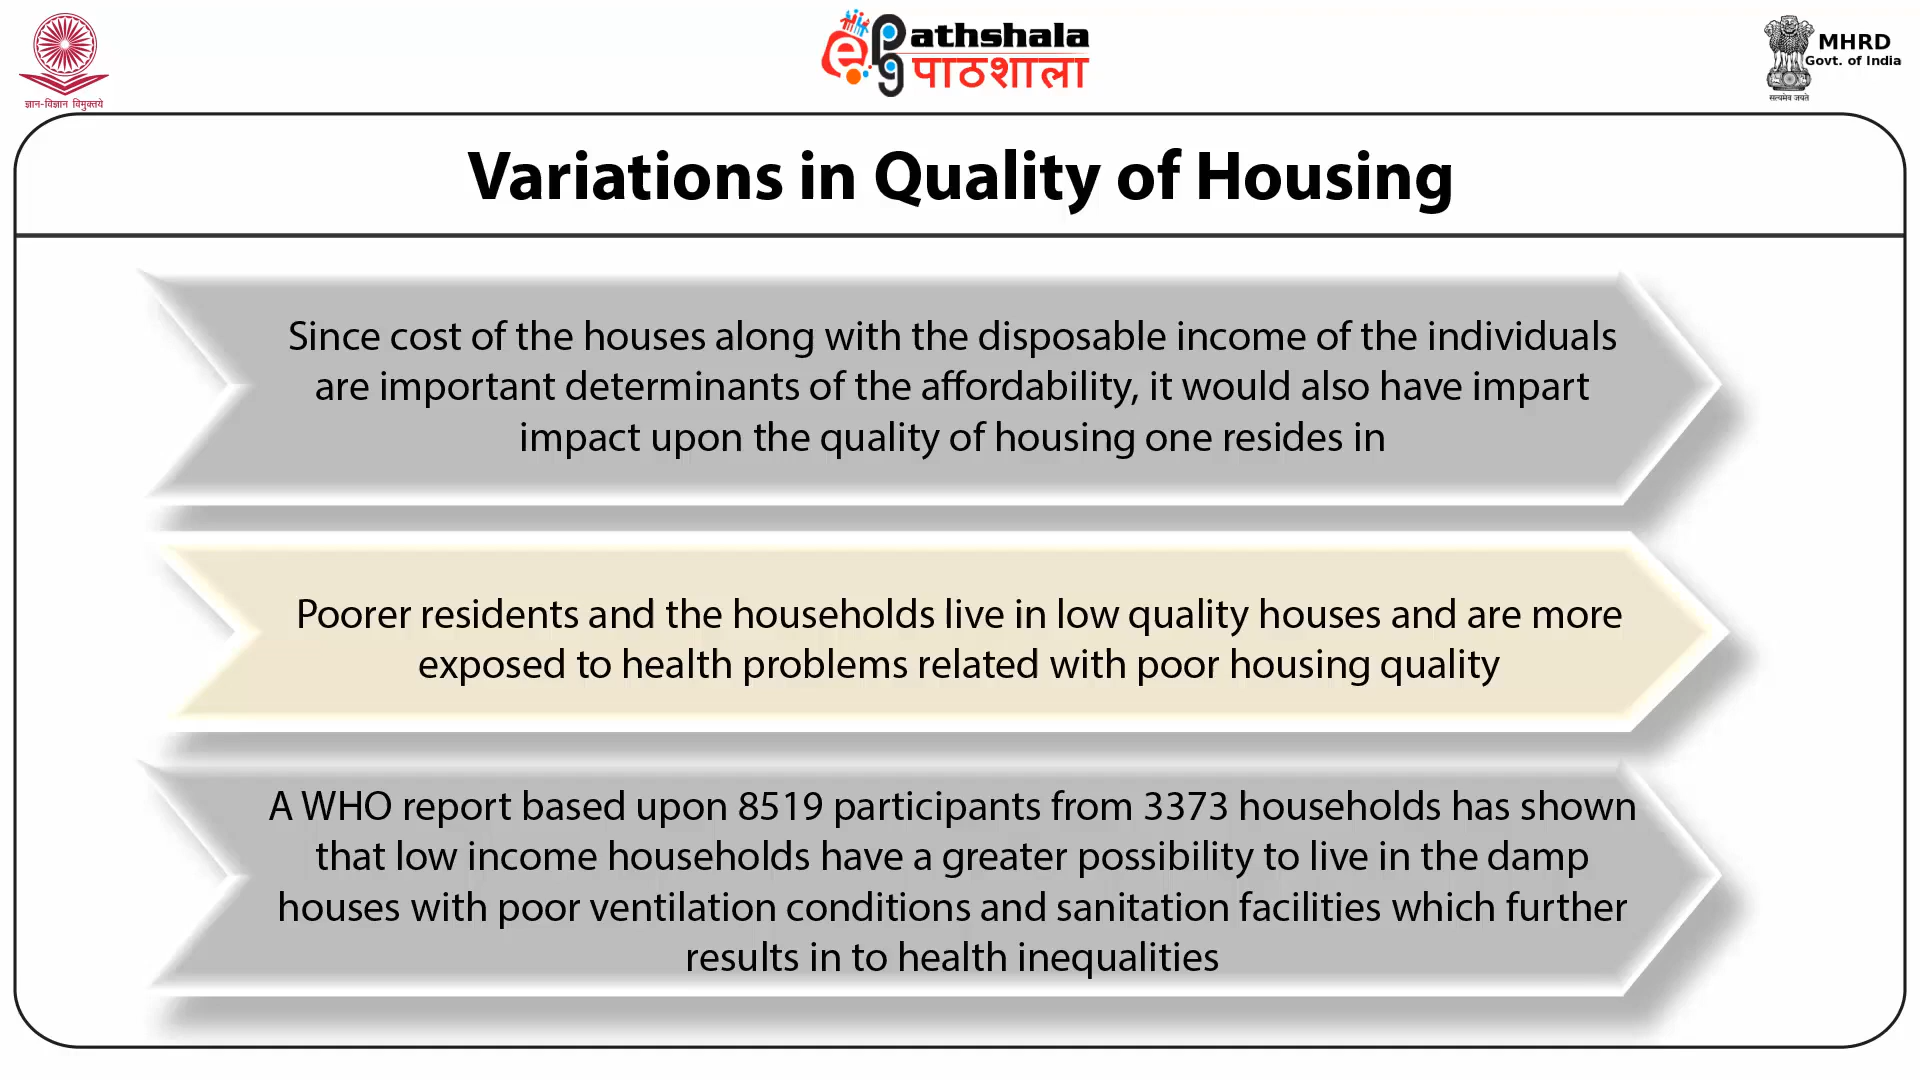 ज्ञान-विज्ञान विमुक्तये
ePathshala
पाठशाला
MHRD
Govt. of India
सत्यमेव जयते
Variations in Quality of Housing
Since cost of the houses along with the disposable income of the individuals
are important determinants of the affordability, it would also have impart
impact upon the quality of housing one resides in
Poorer residents and the households live in low quality houses and are more
exposed to health problems related with poor housing quality
A WHO report based upon 8519 participants from 3373 households has shown
that low income households have a greater possibility to live in the damp
houses with poor ventilation conditions and sanitation facilities which further
results in to health inequalities